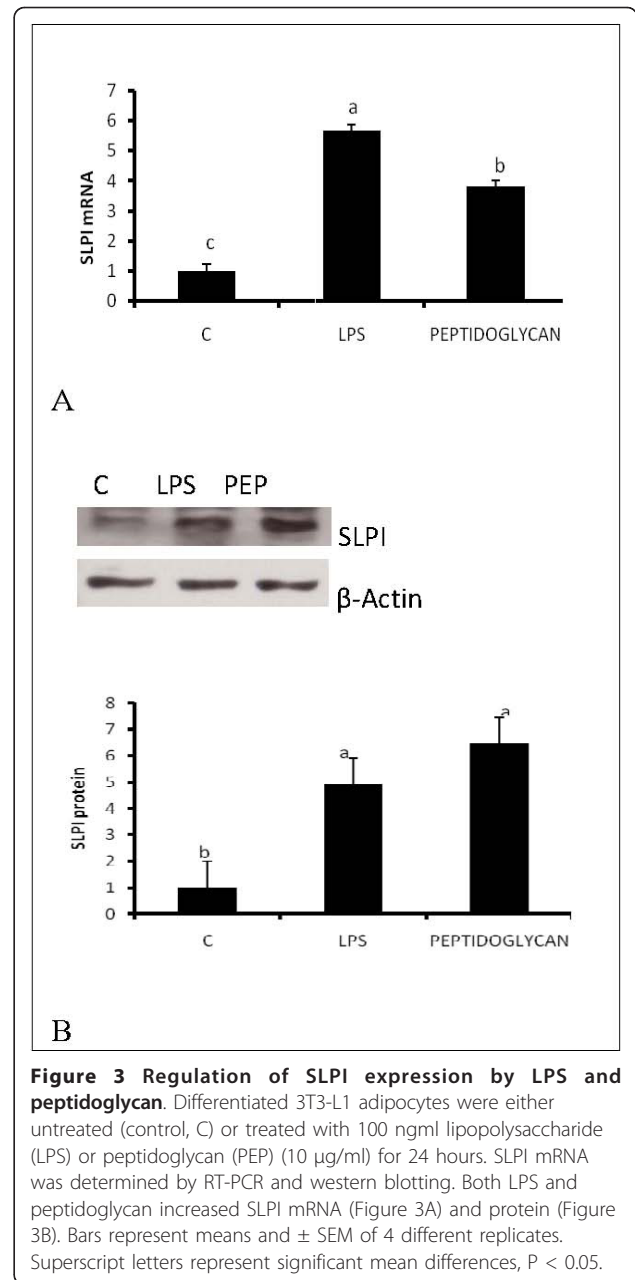 7
6
5
4
3
2
1
0
SLPI mRNA
c
a
b
C LPS PEPTIDOGLYCAN
A
C LPS PEP
SLPI
β-Actin
8
7
6
5
4
3
2
1
0
SLPI protein
b
a
a
C LPS PEPTIDOGLYCAN
B
Figure 3 Regulation of SLPI expression by LPS and
peptidoglycan. Differentiated 3T3-L1 adipocytes were either
untreated (control, C) or treated with 100 ngml lipopolysaccharide
(LPS) or peptidoglycan (PEP) (10 μg/ml) for 24 hours. SLPI mRNA
was determined by RT-PCR and western blotting. Both LPS and
peptidoglycan increased SLPI mRNA (Figure 3A) and protein (Figure
3B). Bars represent means and ± SEM of 4 different replicates.
Superscript letters represent significant mean differences, P < 0.05.